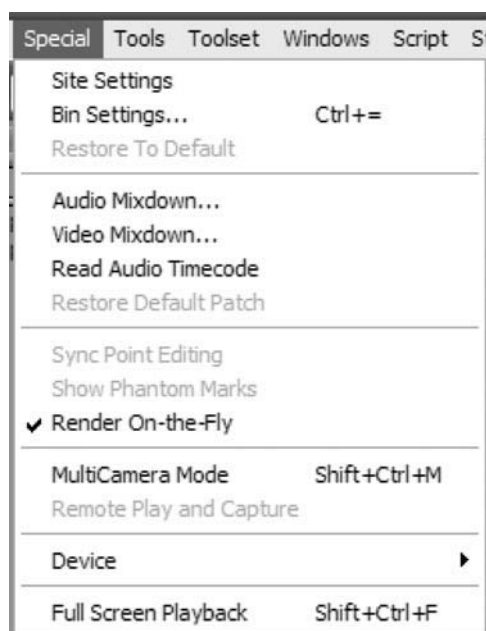 Special Tools Toolset Windows Script S
Site Settings
Bin Settings... Ctrl+=
Restore To Default
Audio Mixdown...
Video Mixdown...
Read Audio Timecode
Restore Default Patch
Sync Point Editing
Show Phantom Marks
Render On-the-Fly
MultiCamera Mode Shift+Ctrl+M
Remote Play and Capture
Device
Full Screen Playback Shift+Ctrl+F